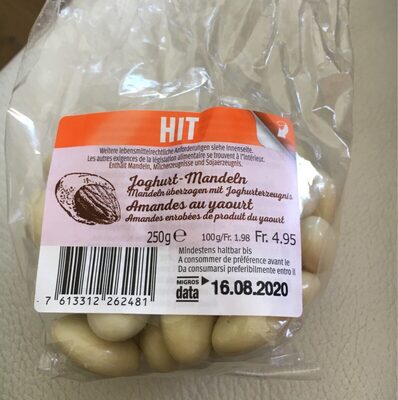 HIT
Weitere lebensmittelrechtliche Anforderungen siehe Innenseite.
Les autres exigences de la législation alimentaire se trouvent à l'intérieur.
Enthält Mandeln, Milcherzeugnisse und Sojaerzeugnis.
Joghurt-Mandeln
Mandeln überzogen mit Joghurterzeugnis
Amandes au yaourt
Amandes enrobées de produit du yaourt
250g e 100g/Fr. 1.98 Fr. 4.95
Mindestens haltbar bis
A consommer de préférence avant le
Da consumarsi preferibilmente entro il
MIGROS
data 16.08.2020
7 613312 262481